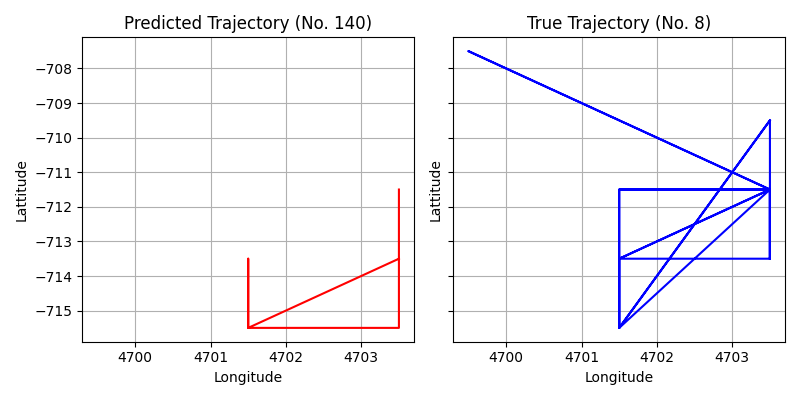 Predicted Trajectory (No. 140)
True Trajectory (No. 8)
−708
−709
−710
−711
−712
−713
−714
−715
Lattitude
Lattitude
4700 4701 4702 4703
4700 4701 4702 4703
Longitude
Longitude